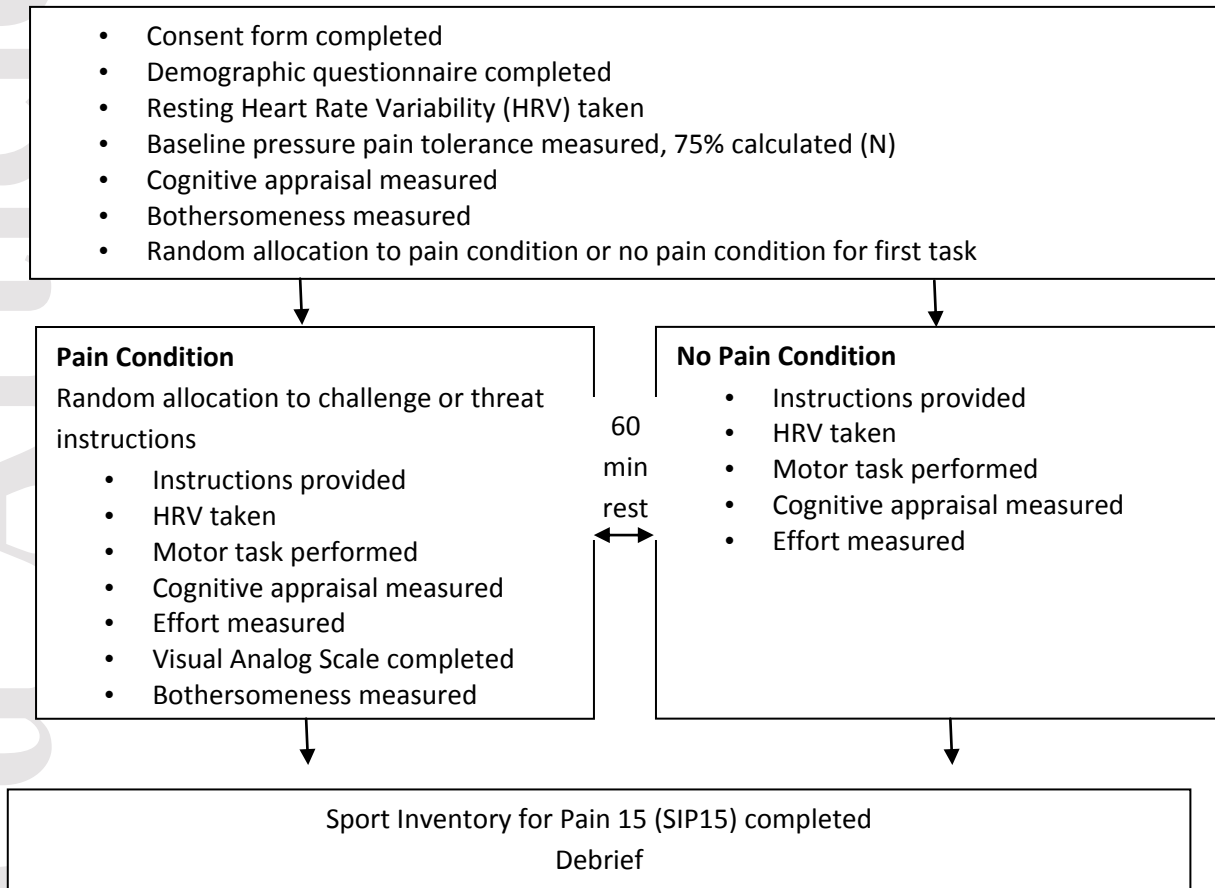 • Consent form completed
• Demographic questionnaire completed
• Resting Heart Rate Variability (HRV) taken
• Baseline pressure pain tolerance measured, 75% calculated (N)
• Cognitive appraisal measured
• Bothersomeness measured
• Random allocation to pain condition or no pain condition for first task
Pain Condition
Random allocation to challenge or threat
instructions
• Instructions provided
• HRV taken
• Motor task performed
• Cognitive appraisal measured
• Effort measured
• Visual Analog Scale completed
• Bothersomeness measured
60
min
rest
No Pain Condition
• Instructions provided
• HRV taken
• Motor task performed
• Cognitive appraisal measured
• Effort measured
Sport Inventory for Pain 15 (SIP15) completed
Debrief